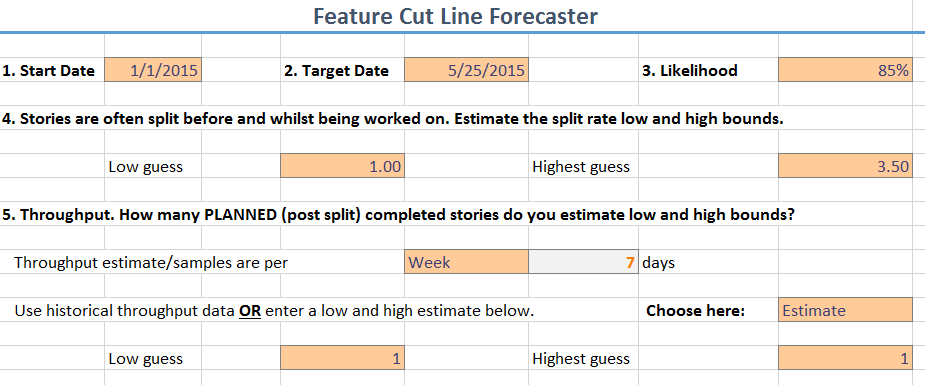 Feature Cut Line Forecaster
1. Start Date 1/1/2015 2. Target Date 5/25/2015 3. Likelihood 85%
4. Stories are often split before and whilst being worked on. Estimate the split rate low and high bounds.
Low guess 1.00 Highest guess 3.50
5. Throughput. How many PLANNED (post split) completed stories do you estimate low and high bounds?
Throughput estimate/samples are per Week 7 days
Use historical throughput data OR enter a low and high estimate below. Choose here: Estimate
Low guess 1 Highest guess 1